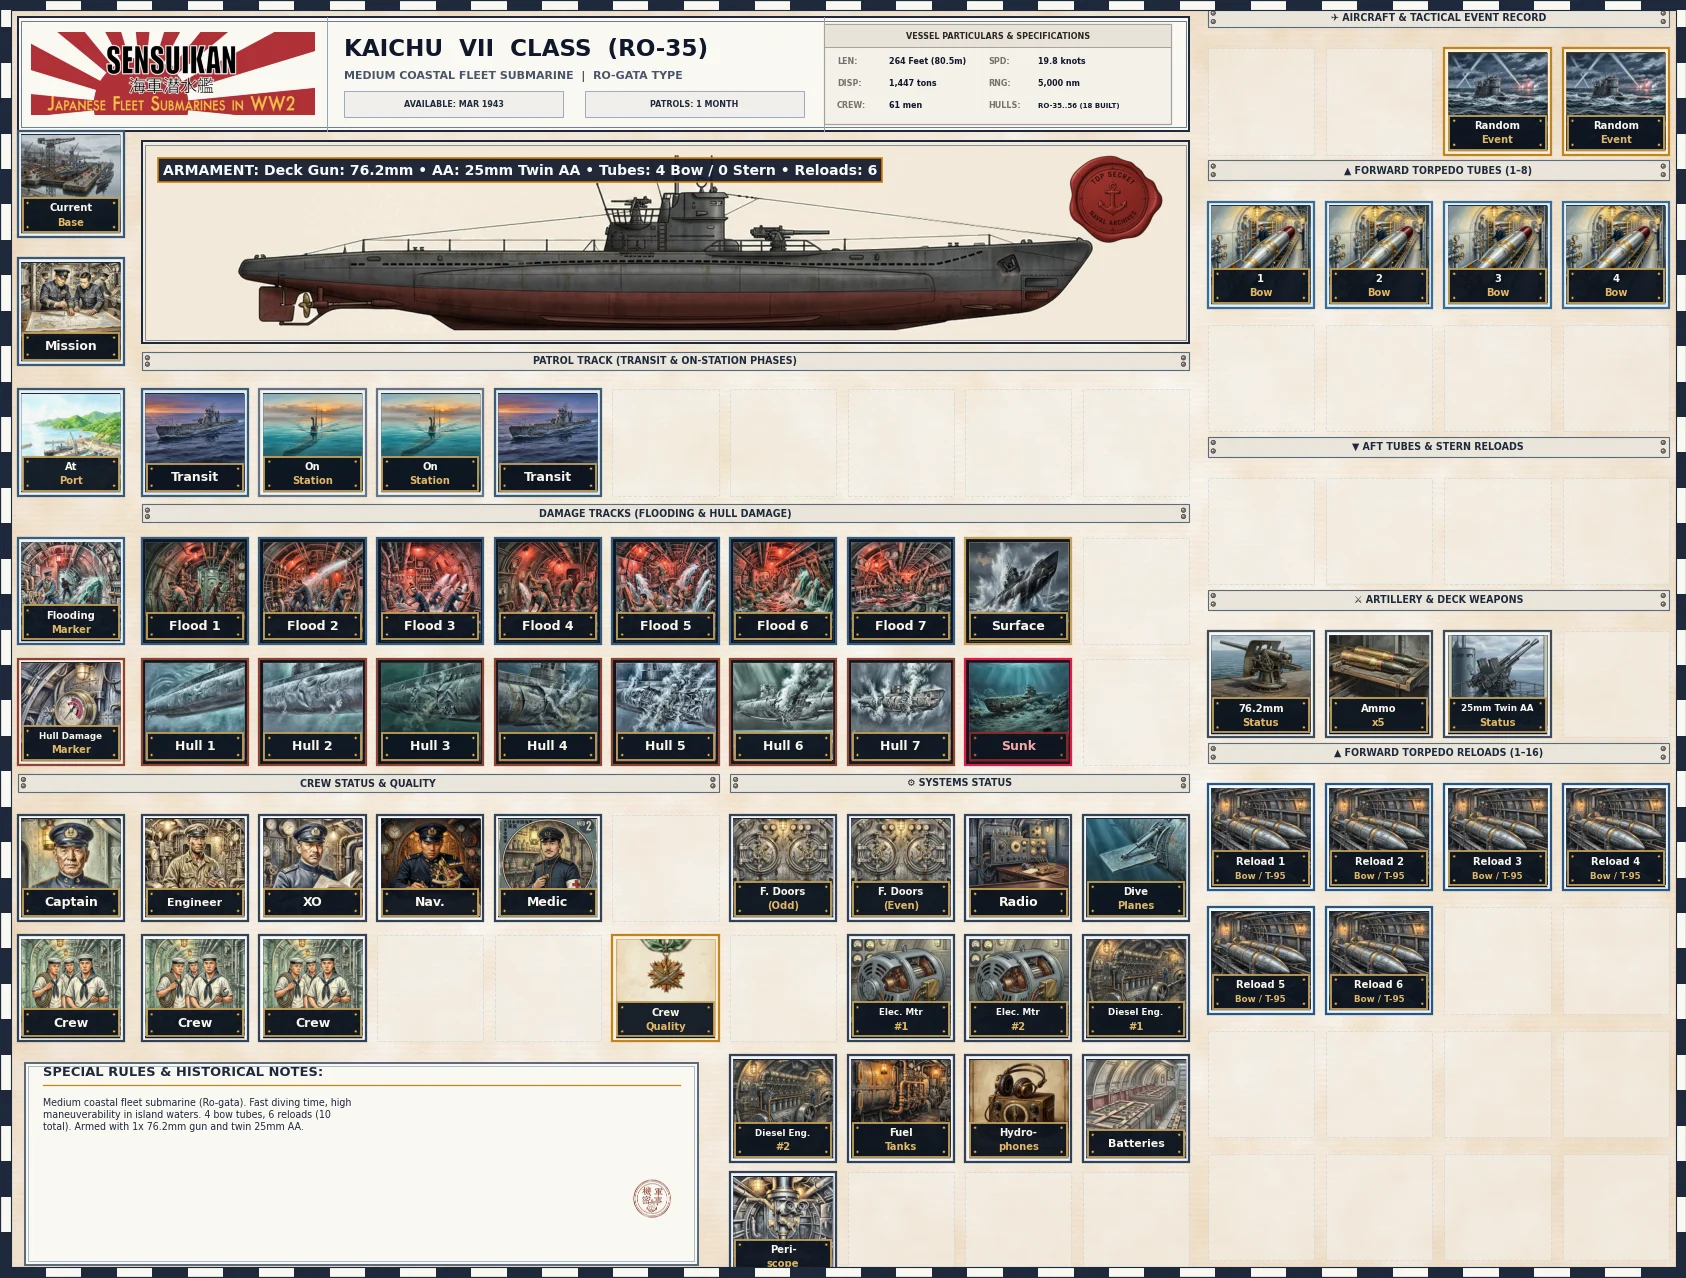 SENSUIKAN
海軍潜水艦
JAPANESE FLEET SUBMARINES IN WW2
KAICHU VII CLASS (RO-35)
MEDIUM COASTAL FLEET SUBMARINE | RO-GATA TYPE
AVAILABLE: MAR 1943
PATROLS: 1 MONTH
VESSEL PARTICULARS & SPECIFICATIONS
LEN: 264 Feet (80.5m) SPD: 19.8 knots
DISP: 1,447 tons RNG: 5,000 nm
CREW: 61 men HULLS: RO-35..56 (18 BUILT)
Current
Base
Mission
ARMAMENT: Deck Gun: 76.2mm • AA: 25mm Twin AA • Tubes: 4 Bow / 0 Stern • Reloads: 6
TOP SECRET
NAVAL ARCHIVES
PATROL TRACK (TRANSIT & ON-STATION PHASES)
At
Port
Transit
On
Station
On
Station
Transit
DAMAGE TRACKS (FLOODING & HULL DAMAGE)
Flooding
Marker
Flood 1
Flood 2
Flood 3
Flood 4
Flood 5
Flood 6
Flood 7
Surface
Hull Damage
Marker
Hull 1
Hull 2
Hull 3
Hull 4
Hull 5
Hull 6
Hull 7
Sunk
CREW STATUS & QUALITY
Captain
Engineer
XO
Nav.
Medic
Crew
Crew
Crew
Crew
Quality
⚙ SYSTEMS STATUS
F. Doors
(Odd)
F. Doors
(Even)
Radio
Dive
Planes
Elec. Mtr
#1
Elec. Mtr
#2
Diesel Eng.
#1
Diesel Eng.
#2
Fuel
Tanks
Hydro-
phones
Batteries
Peri-
scope
SPECIAL RULES & HISTORICAL NOTES:
Medium coastal fleet submarine (Ro-gata). Fast diving time, high
maneuverability in island waters. 4 bow tubes, 6 reloads (10
total). Armed with 1x 76.2mm gun and twin 25mm AA.
軍事
機密
✈ AIRCRAFT & TACTICAL EVENT RECORD
Random
Event
Random
Event
▲ FORWARD TORPEDO TUBES (1–8)
1
Bow
2
Bow
3
Bow
4
Bow
▼ AFT TUBES & STERN RELOADS
⚔ ARTILLERY & DECK WEAPONS
76.2mm
Status
Ammo
x5
25mm Twin AA
Status
▲ FORWARD TORPEDO RELOADS (1–16)
Reload 1
Bow / T-95
Reload 2
Bow / T-95
Reload 3
Bow / T-95
Reload 4
Bow / T-95
Reload 5
Bow / T-95
Reload 6
Bow / T-95